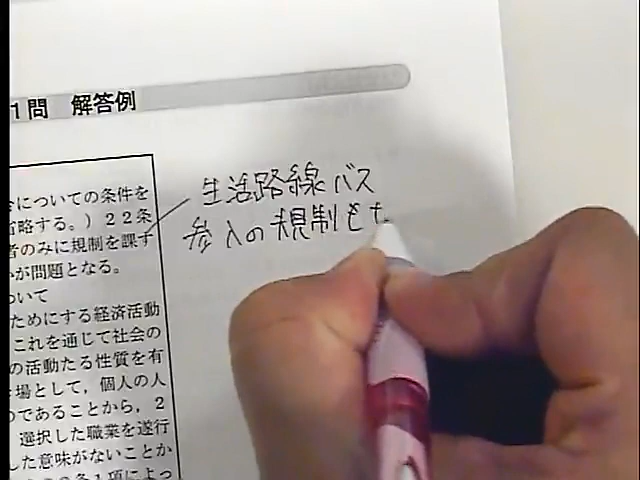 1問 解答例
生活路線バス
参入の規制もt
についての条件を
省略する。)22条
者のみに規制を課す
が問題となる。
ついて
ためにする経済活動
これを通じて社会の
の活動たる性質を有
場として,個人の人
のであることから,2
選択した職業を遂行
した意味がないことか
の各1項によっ